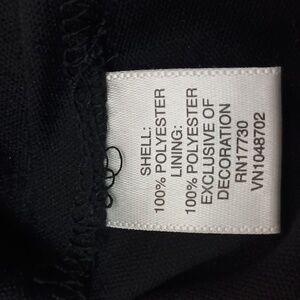 SHELL:
100% POLYESTER
LINING:
100% POLYESTER
EXCLUSIVE OF
DECORATION
RN17730
VN1048702